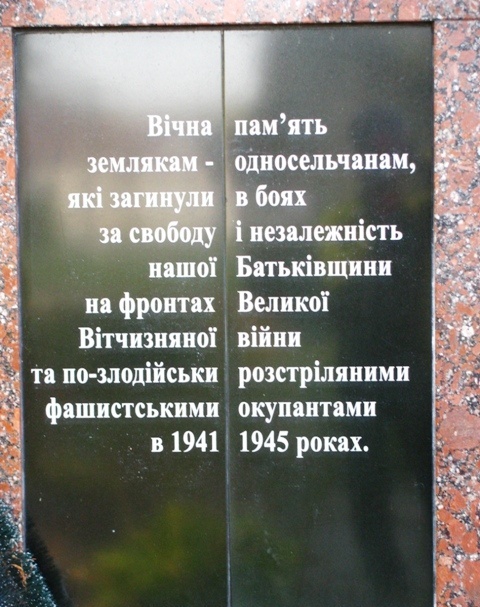 Вічна пам’ять
землякам - односельчанам,
які загинули в боях
за свободу і незалежність
нашої Батьківщини
на фронтах Великої
Вітчизняної війни
та по-злодійськи розстріляними
фашистськими окупантами
в 1941 1945 роках.